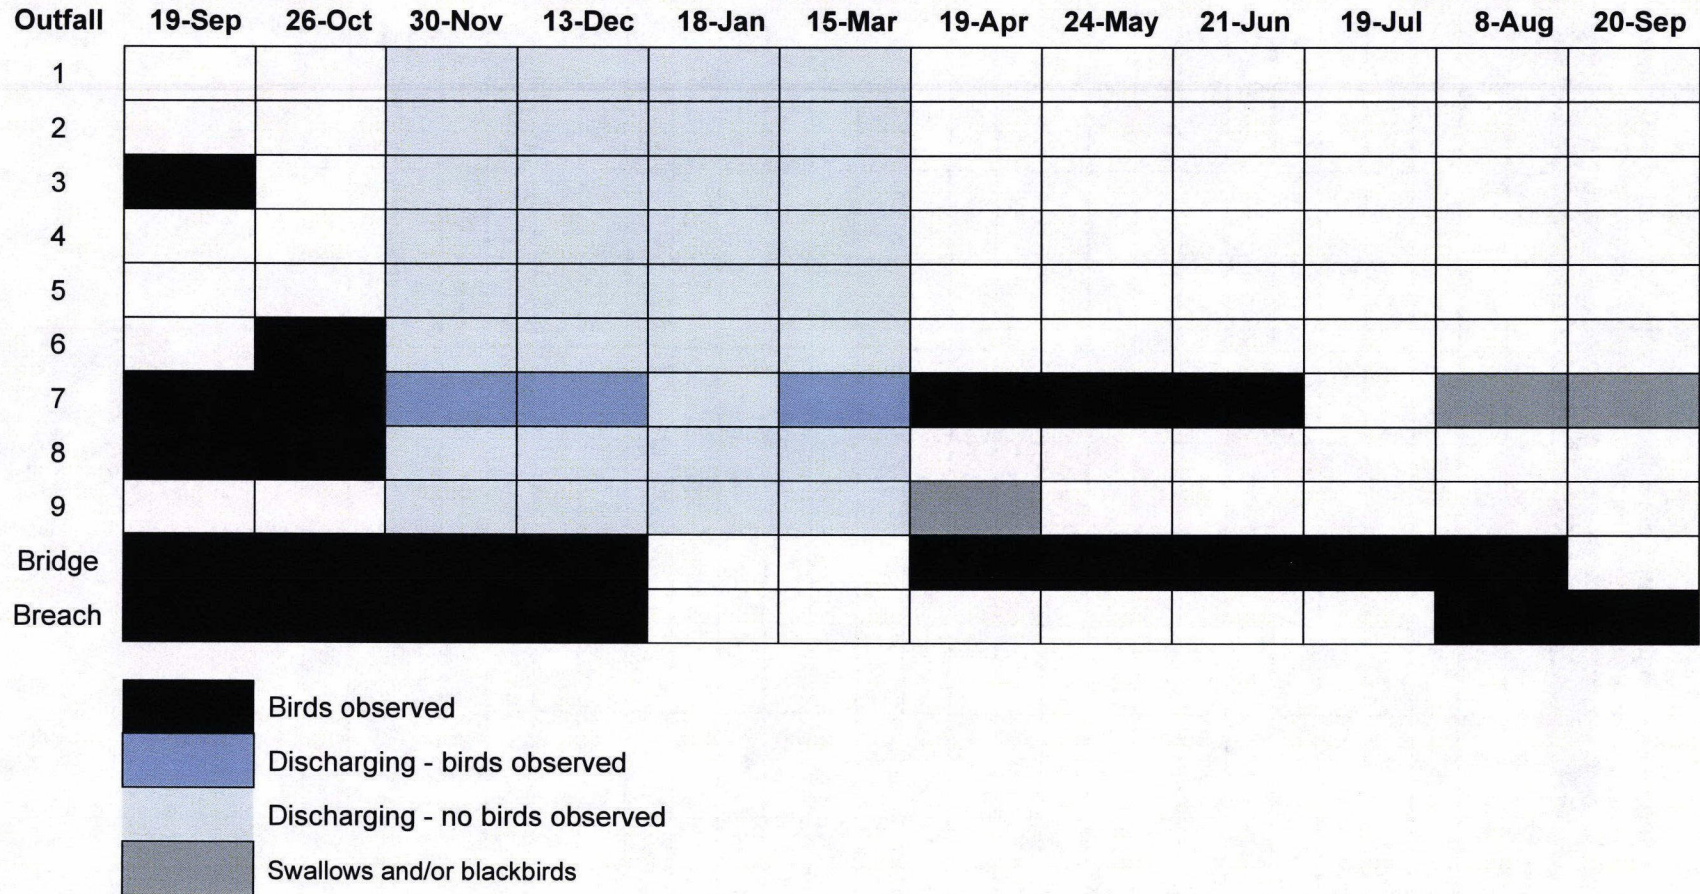 Outfall 19-Sep 26-Oct 30-Nov 13-Dec 18-Jan 15-Mar 19-Apr 24-May 21-Jun 19-Jul 8-Aug 20-Sep
1
2
3
4
5
6
7
8
9
Bridge
Breach
Birds observed
Discharging - birds observed
Discharging - no birds observed
Swallows and/or blackbirds